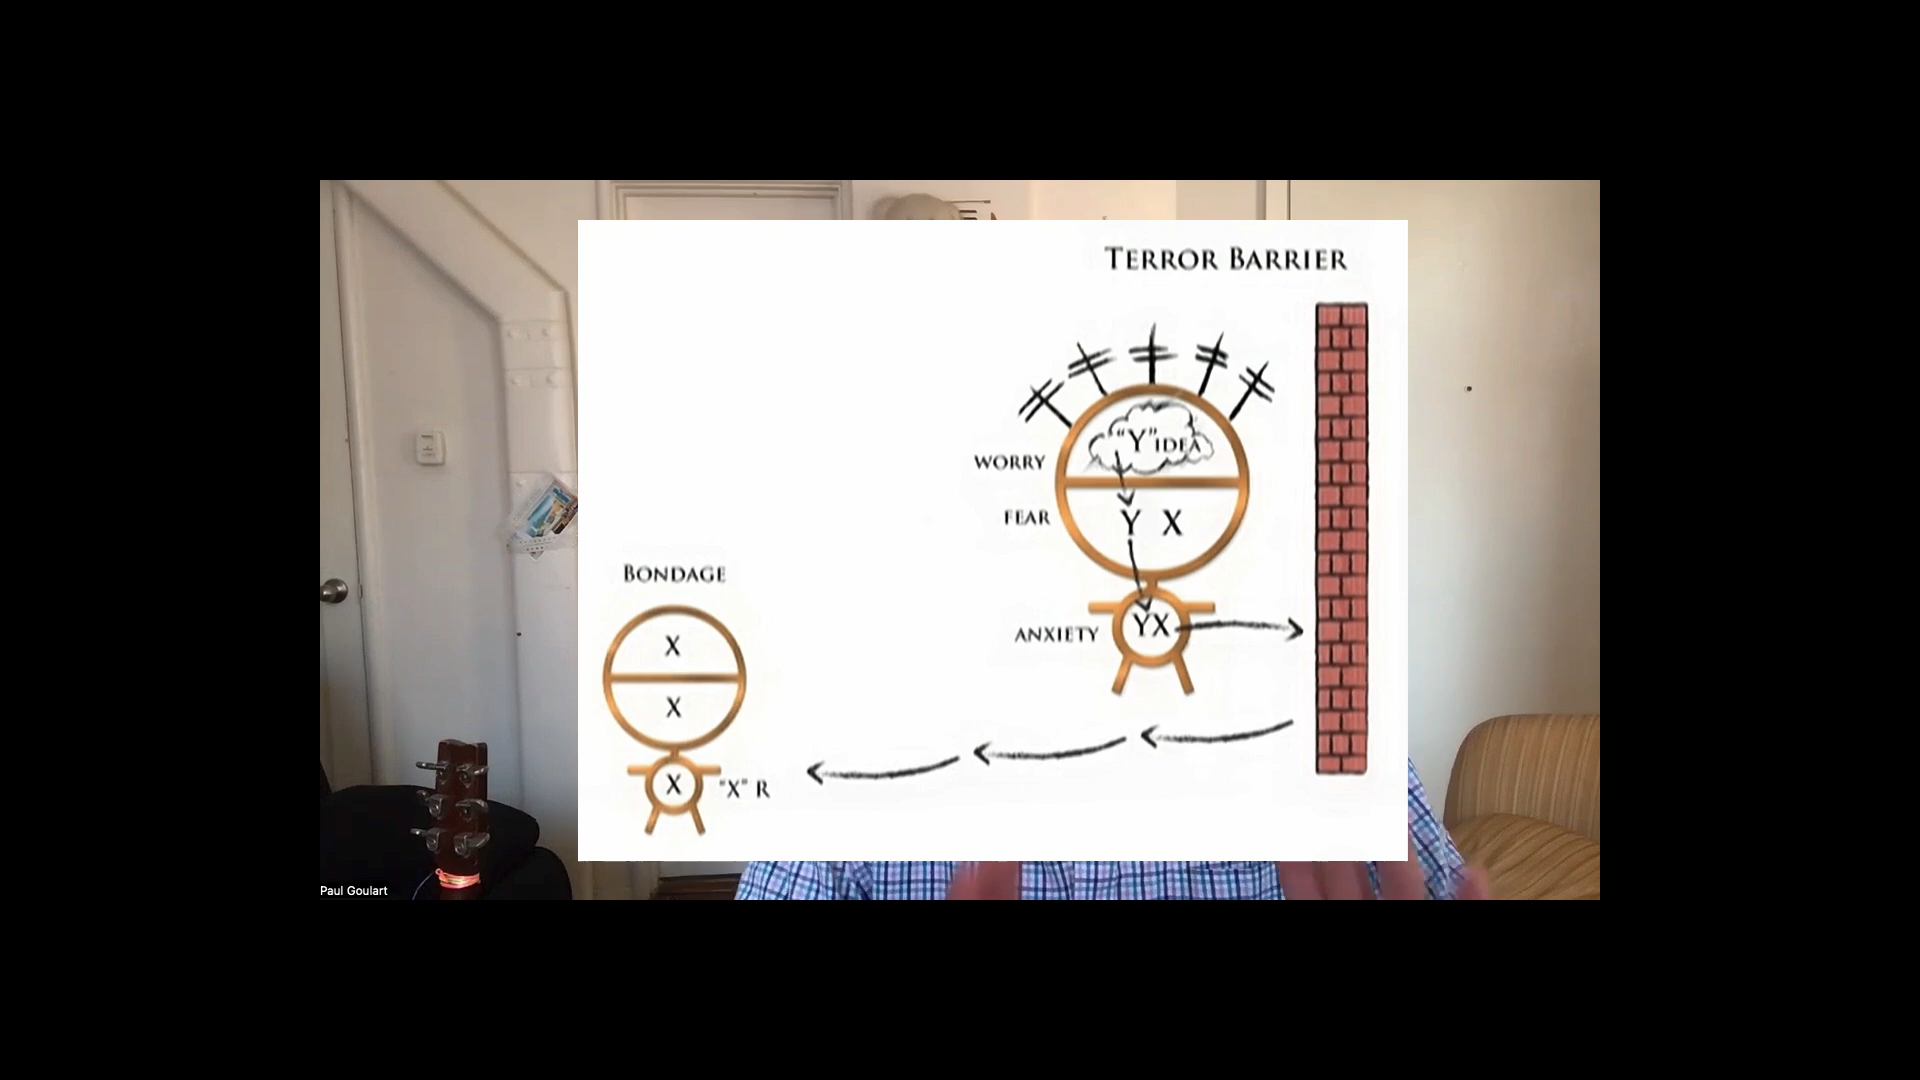 TERROR BARRIER
"Y" IDEA
WORRY
FEAR
Y X
BONDAGE
X
X
ANXIETY
YX
X
"X" R
Paul Goulart